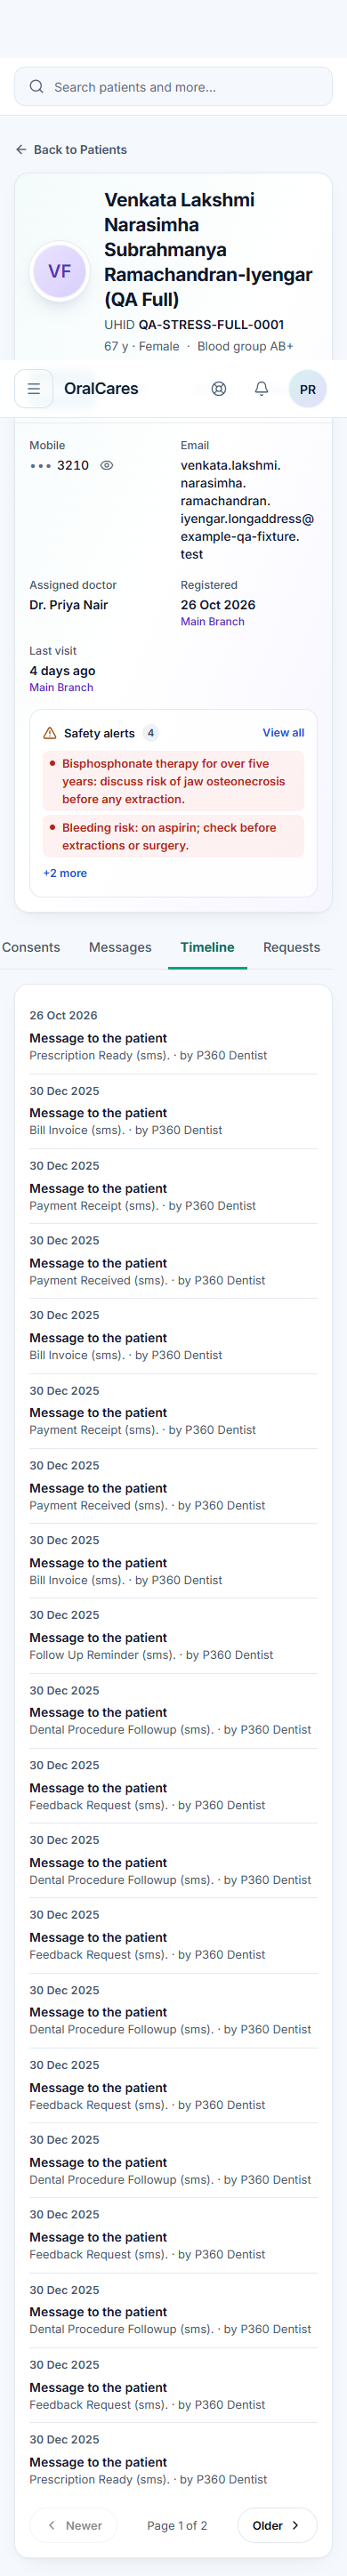 Search patients and more...
Back to Patients
VF
Venkata Lakshmi
Narasimha
Subrahmanya
Ramachandran-Iyengar
(QA Full)
UHID QA-STRESS-FULL-0001
67 y · Female · Blood group AB+
OralCares
PR
Mobile
••• 3210
Email
venkata.lakshmi.
narasimha.
ramachandran.
iyengar.longaddress@
example-qa-fixture.
test
Assigned doctor
Dr. Priya Nair
Registered
26 Oct 2026
Main Branch
Last visit
4 days ago
Main Branch
Safety alerts 4 View all
• Bisphosphonate therapy for over five
years: discuss risk of jaw osteonecrosis
before any extraction.
• Bleeding risk: on aspirin; check before
extractions or surgery.
+2 more
Consents Messages Timeline Requests
26 Oct 2026
Message to the patient
Prescription Ready (sms). · by P360 Dentist
30 Dec 2025
Message to the patient
Bill Invoice (sms). · by P360 Dentist
30 Dec 2025
Message to the patient
Payment Receipt (sms). · by P360 Dentist
30 Dec 2025
Message to the patient
Payment Received (sms). · by P360 Dentist
30 Dec 2025
Message to the patient
Bill Invoice (sms). · by P360 Dentist
30 Dec 2025
Message to the patient
Payment Receipt (sms). · by P360 Dentist
30 Dec 2025
Message to the patient
Payment Received (sms). · by P360 Dentist
30 Dec 2025
Message to the patient
Bill Invoice (sms). · by P360 Dentist
30 Dec 2025
Message to the patient
Follow Up Reminder (sms). · by P360 Dentist
30 Dec 2025
Message to the patient
Dental Procedure Followup (sms). · by P360 Dentist
30 Dec 2025
Message to the patient
Feedback Request (sms). · by P360 Dentist
30 Dec 2025
Message to the patient
Dental Procedure Followup (sms). · by P360 Dentist
30 Dec 2025
Message to the patient
Feedback Request (sms). · by P360 Dentist
30 Dec 2025
Message to the patient
Dental Procedure Followup (sms). · by P360 Dentist
30 Dec 2025
Message to the patient
Feedback Request (sms). · by P360 Dentist
30 Dec 2025
Message to the patient
Dental Procedure Followup (sms). · by P360 Dentist
30 Dec 2025
Message to the patient
Feedback Request (sms). · by P360 Dentist
30 Dec 2025
Message to the patient
Dental Procedure Followup (sms). · by P360 Dentist
30 Dec 2025
Message to the patient
Feedback Request (sms). · by P360 Dentist
30 Dec 2025
Message to the patient
Prescription Ready (sms). · by P360 Dentist
Newer Page 1 of 2 Older